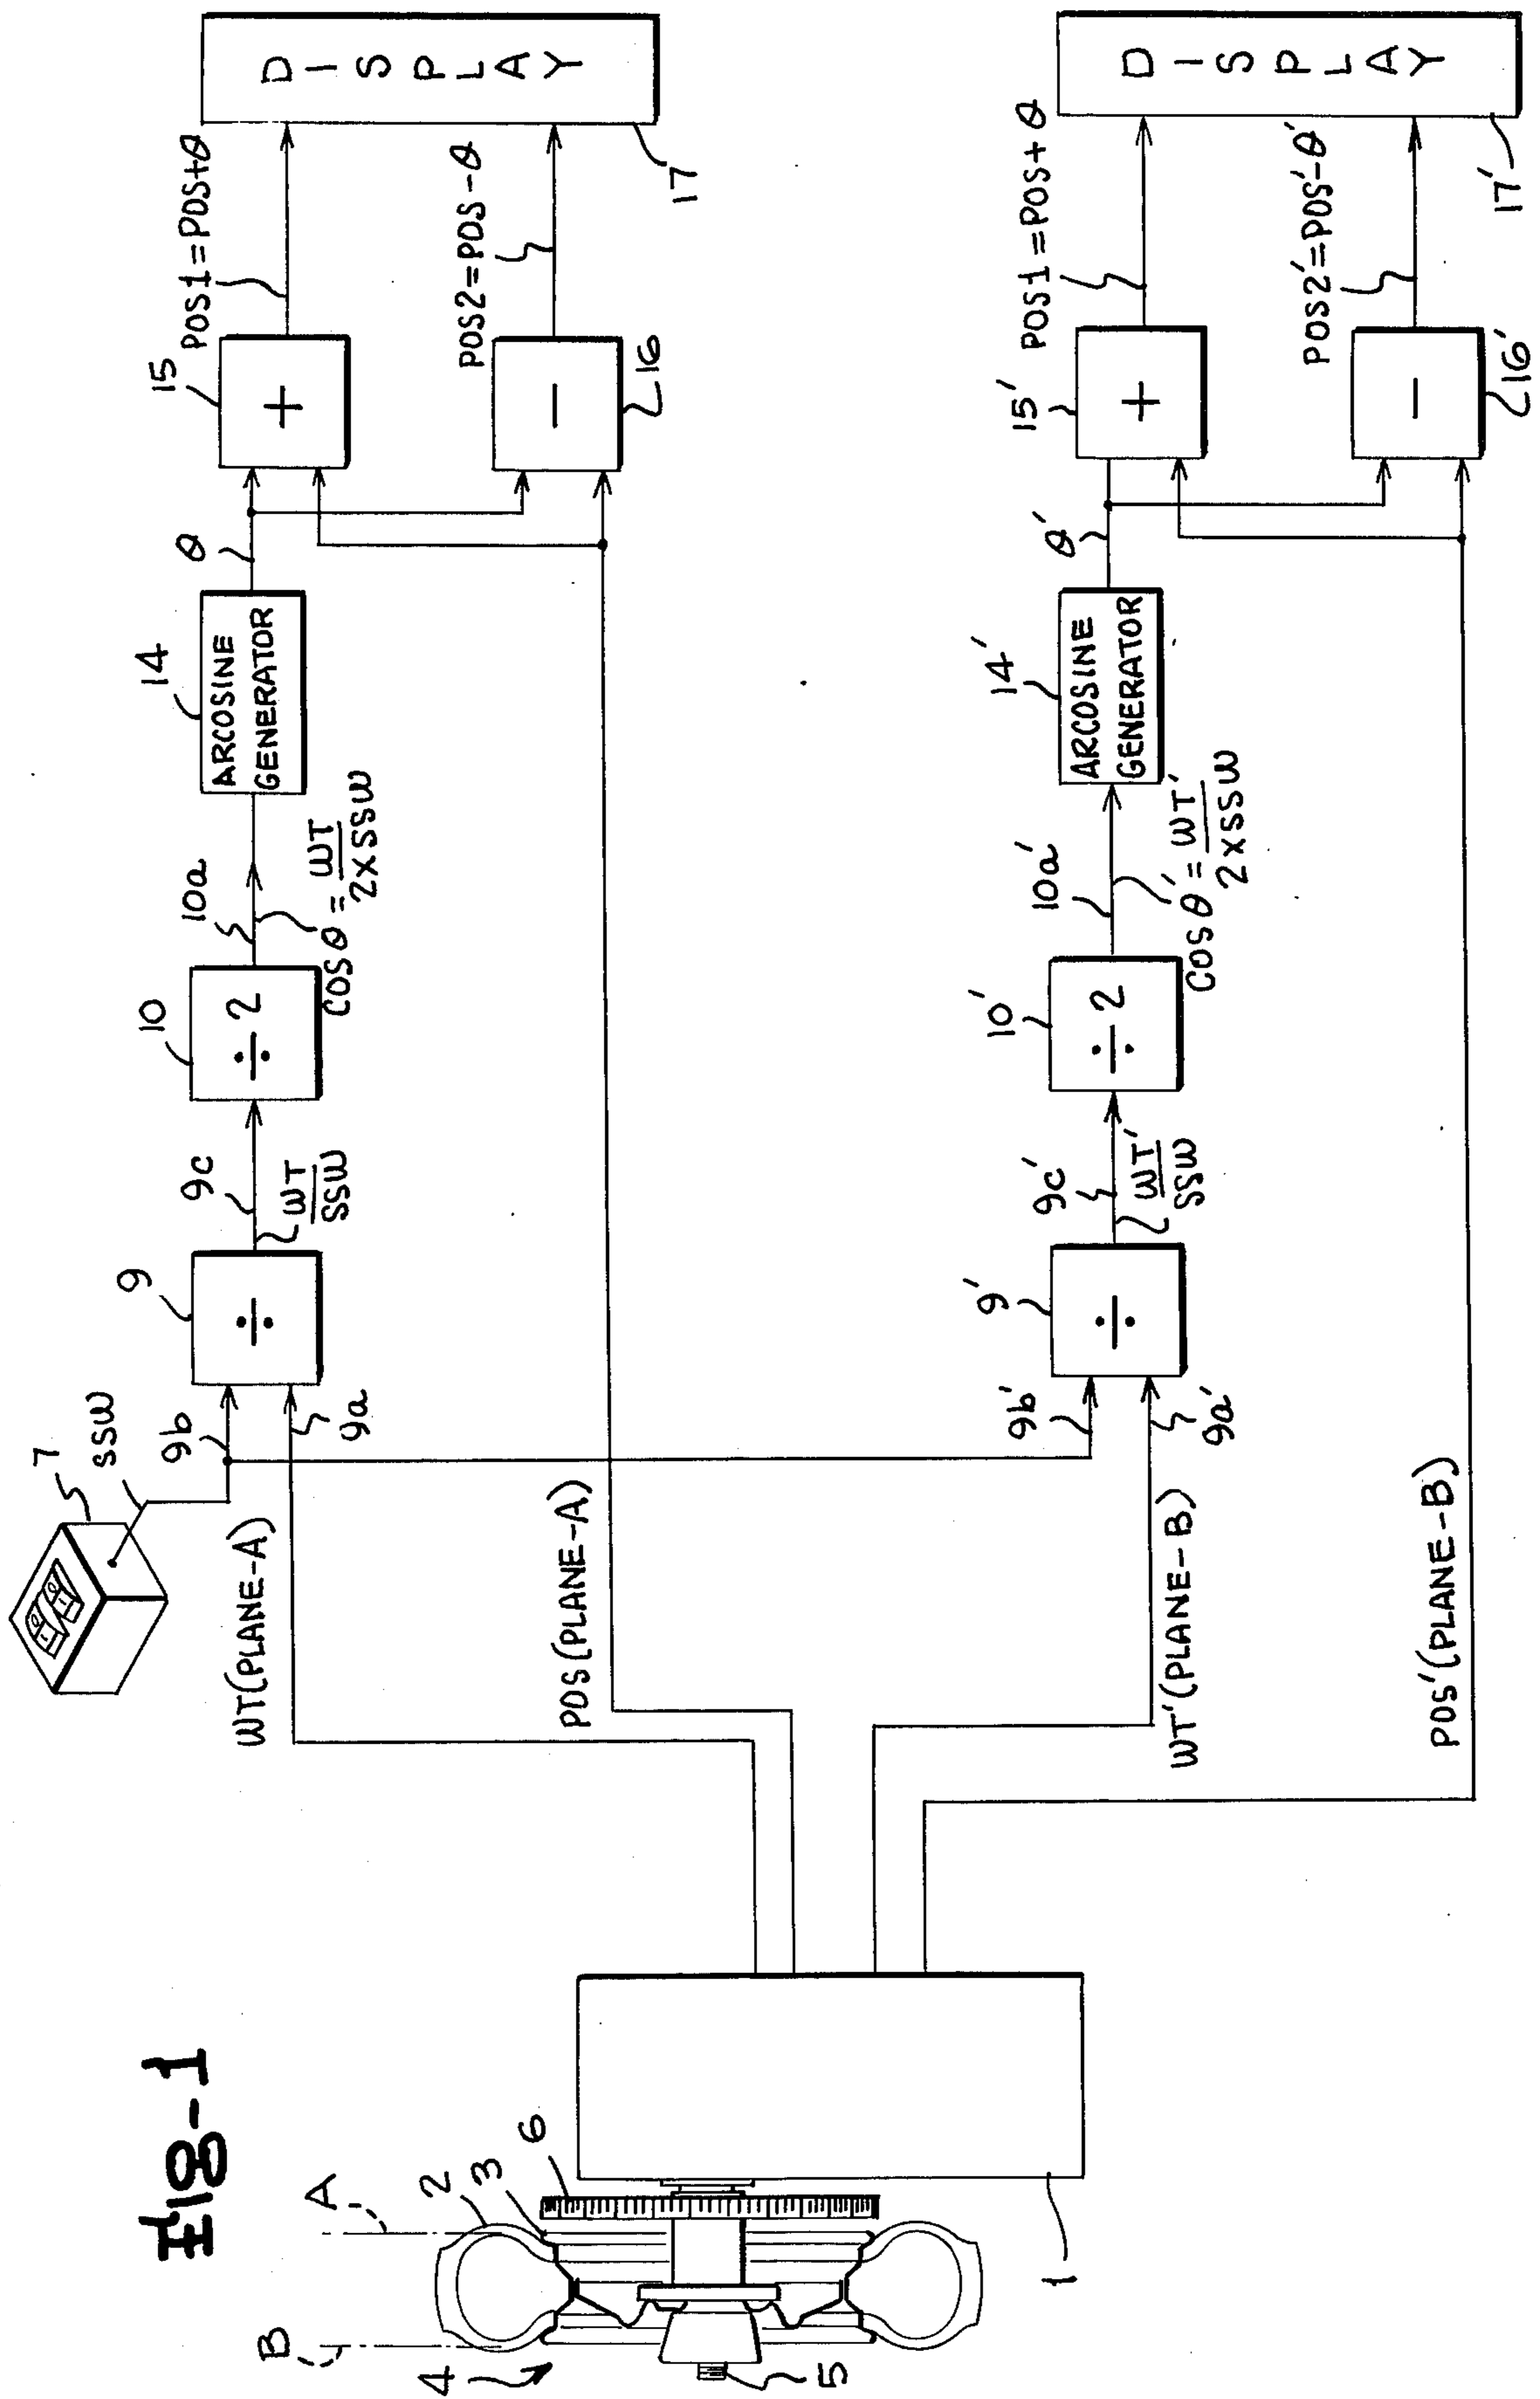 Fig-1
7
SSW
9b
9a
9
9c
WT
SSW
10
÷ 2
10a
COS θ = WT
2xSSW
14
ARCOSINE
GENERATOR
θ
15
+
POS1=POS+θ
16
−
POS2=POS-θ
DISPLAY
17
÷
WT(PLANE-A)
POS(PLANE-A)
WT'(PLANE-B)
POS'(PLANE-B)
9b'
9a'
9'
÷
9c'
WT'
SSW
10'
÷ 2
10a'
COS θ' = WT'
2xSSW
14'
ARCOSINE
GENERATOR
θ'
15'
+
POS1=POS+θ
16'
−
POS2'=POS'-θ'
DISPLAY
17'
A
B
2
3
6
4
5
1